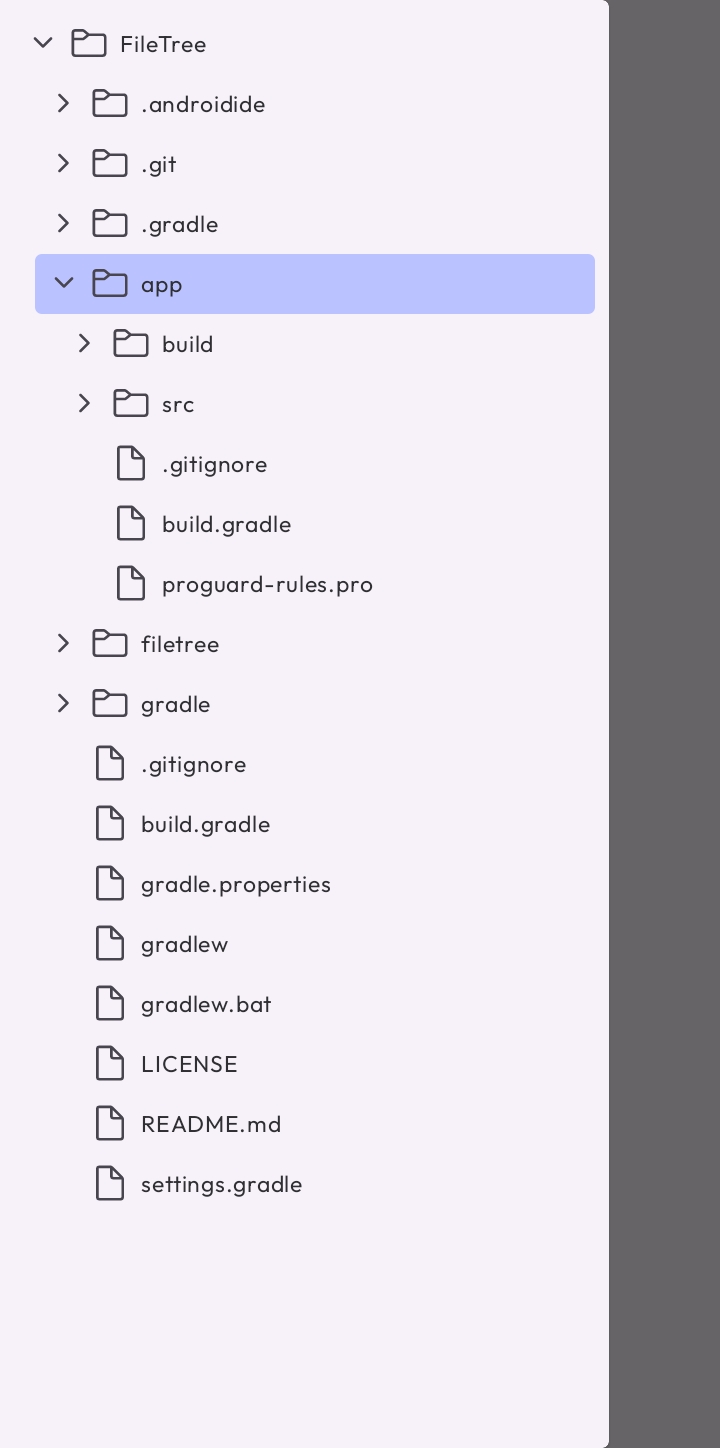 FileTree
.androidide
.git
.gradle
app
build
src
.gitignore
build.gradle
proguard-rules.pro
filetree
gradle
.gitignore
build.gradle
gradle.properties
gradlew
gradlew.bat
LICENSE
README.md
settings.gradle